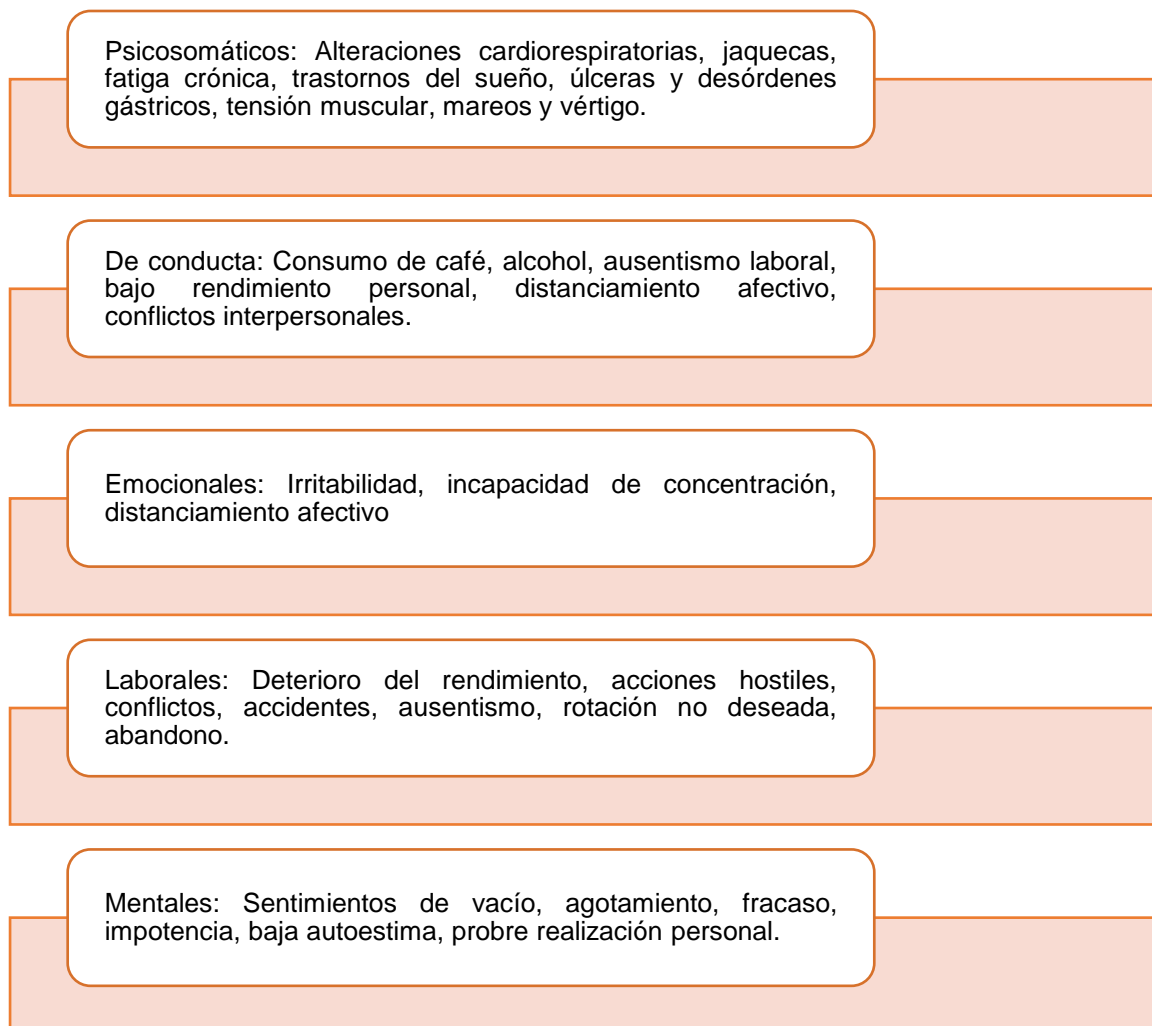 Psicosomáticos: Alteraciones cardiorespiratorias, jaquecas,
fatiga crónica, trastornos del sueño, úlceras y desórdenes
gástricos, tensión muscular, mareos y vértigo.
De conducta: Consumo de café, alcohol, ausentismo laboral,
bajo rendimiento personal, distanciamiento afectivo,
conflictos interpersonales.
Emocionales: Irritabilidad, incapacidad de concentración,
distanciamiento afectivo
Laborales: Deterioro del rendimiento, acciones hostiles,
conflictos, accidentes, ausentismo, rotación no deseada,
abandono.
Mentales: Sentimientos de vacío, agotamiento, fracaso,
impotencia, baja autoestima, probre realización personal.